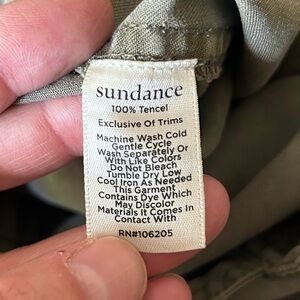 sundance
100% Tencel
Exclusive Of Trims
Machine Wash Cold
Gentle Cycle
Wash Separately Or
With Like Colors
Do Not Bleach
Tumble Dry Low
Cool Iron As Needed
This Garment
Contains Dye Which
May Discolor
Materials It Comes In
Contact With
RN#106205